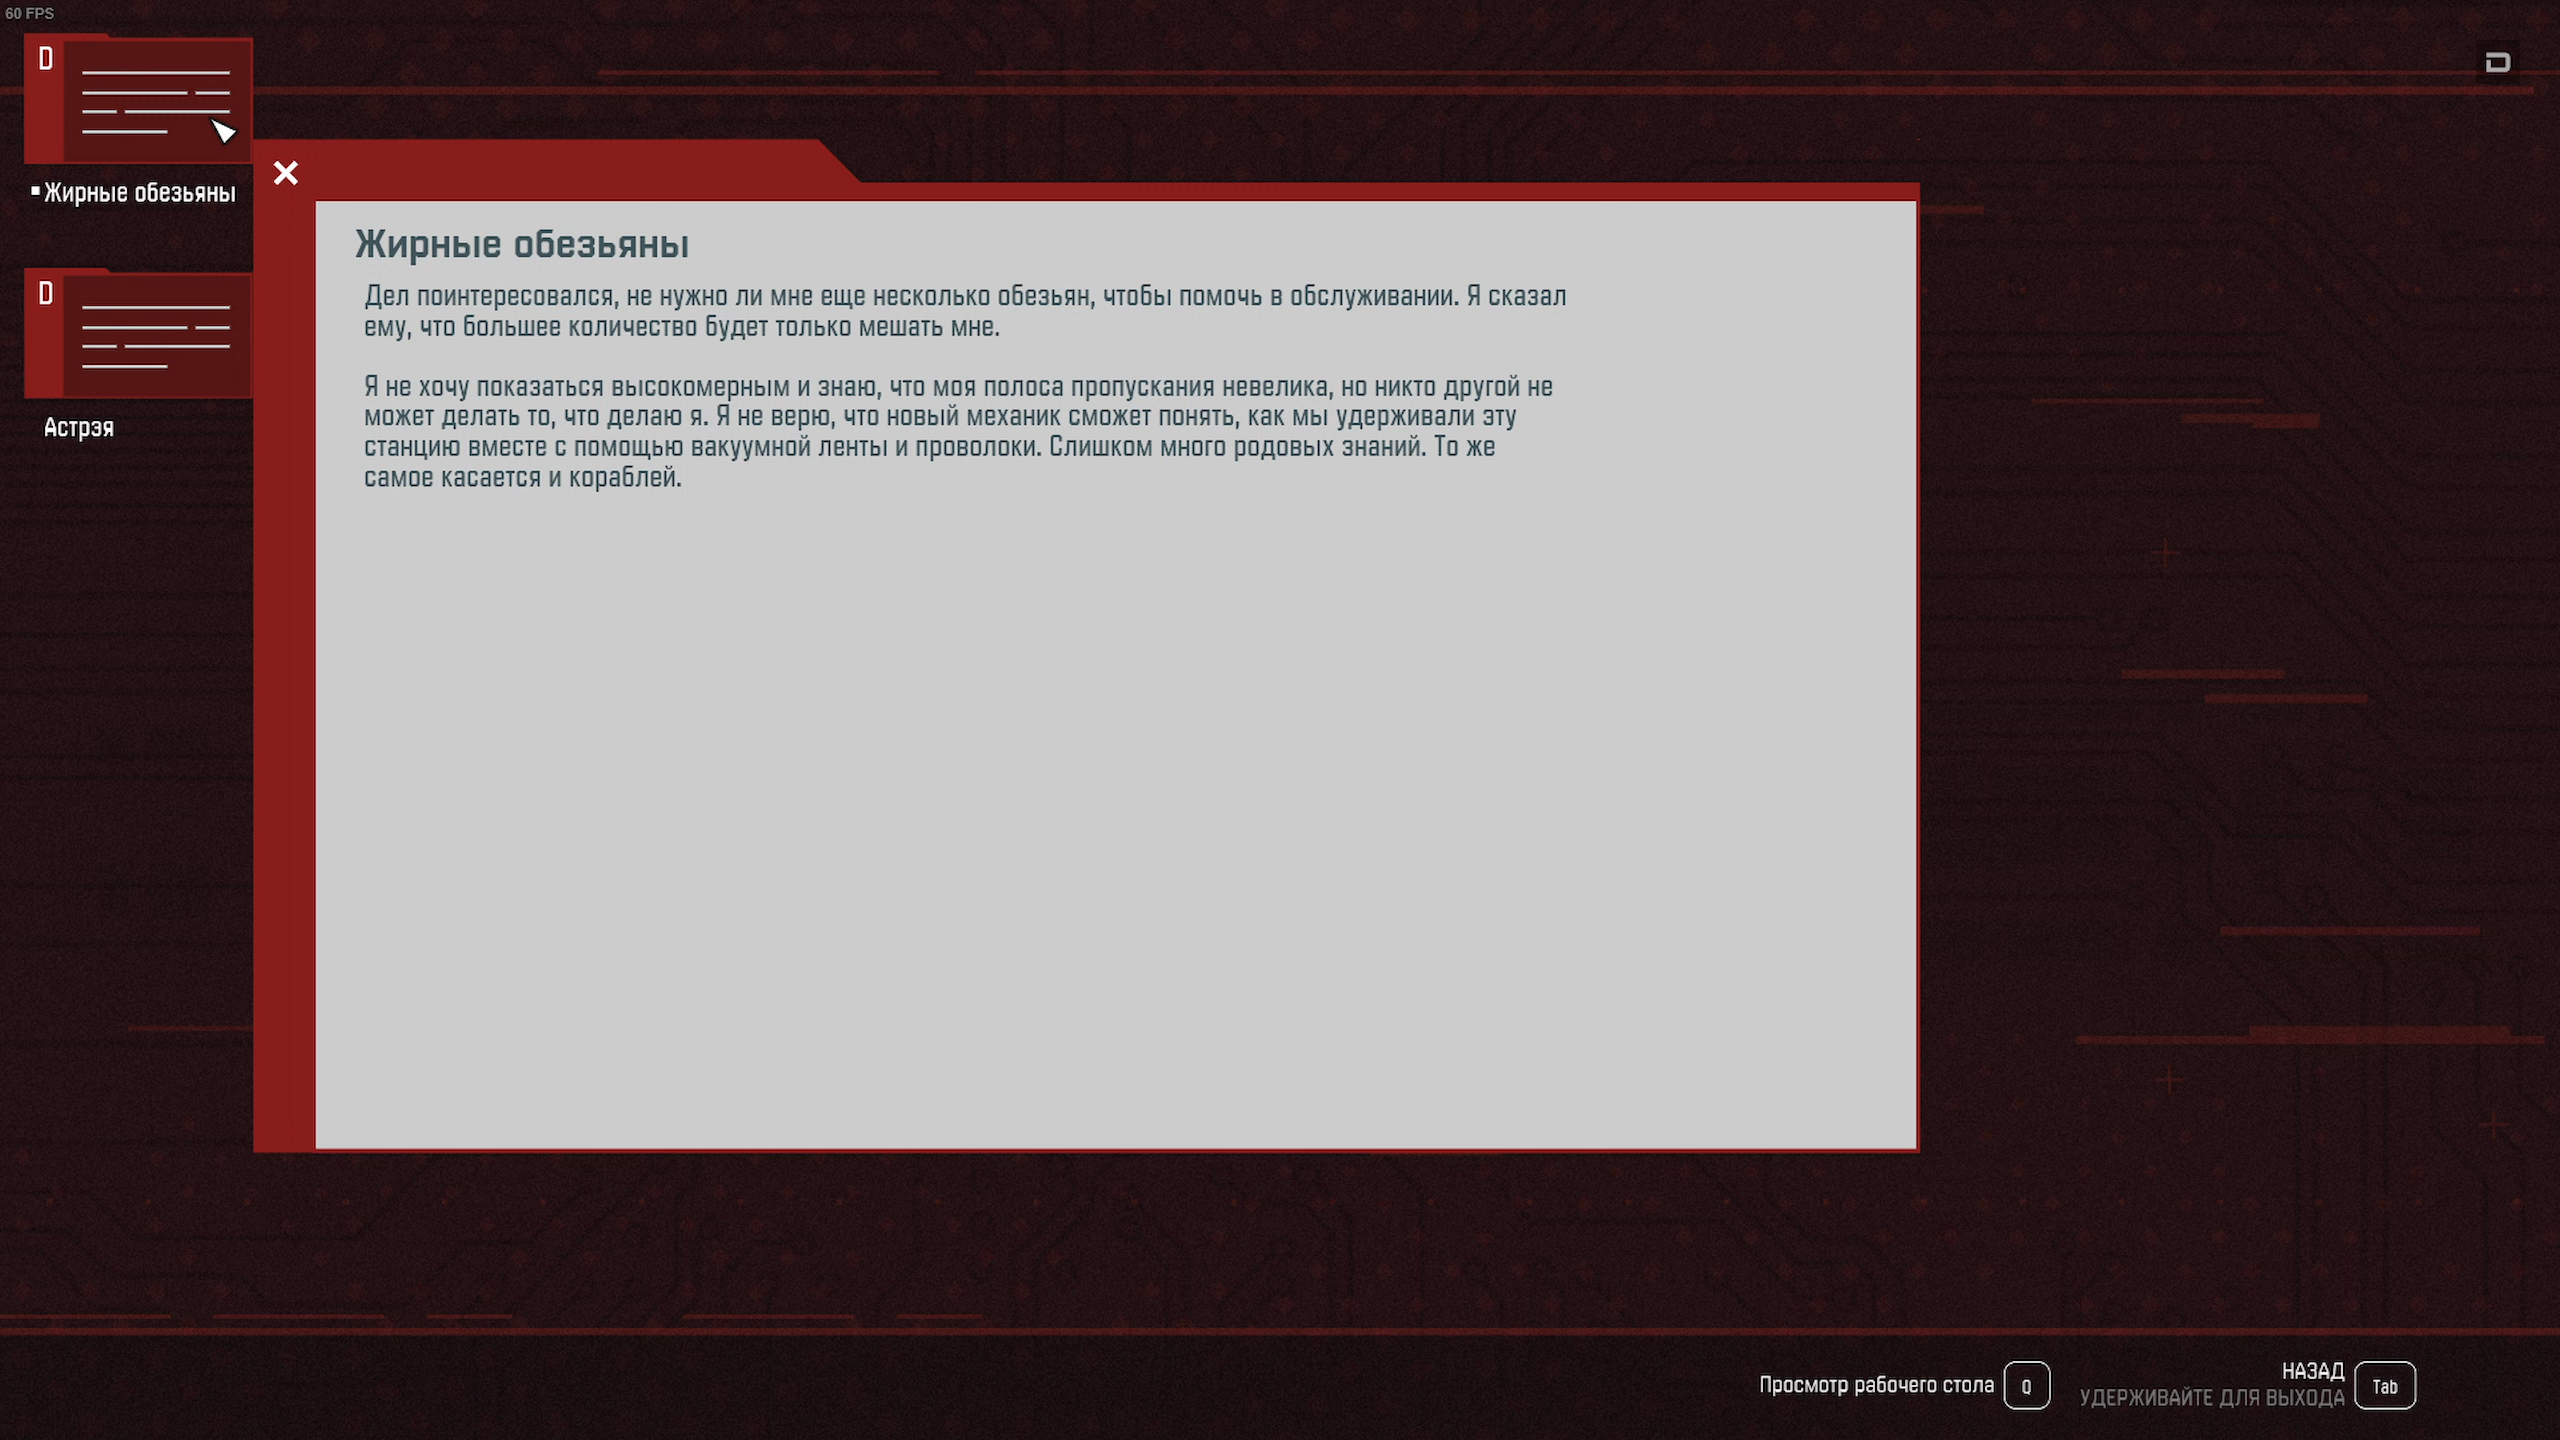 60 FPS
D
Жирные обезьяны
D
Астрэя
Жирные обезьяны
Дел поинтересовался, не нужно ли мне еще несколько обезьян, чтобы помочь в обслуживании. Я сказал
ему, что большее количество будет только мешать мне.
Я не хочу показаться высокомерным и знаю, что моя полоса пропускания невелика, но никто другой не
может делать то, что делаю я. Я не верю, что новый механик сможет понять, как мы удерживали эту
станцию вместе с помощью вакуумной ленты и проволоки. Слишком много родовых знаний. То же
самое касается и кораблей.
Просмотр рабочего стола Q
НАЗАД
УДЕРЖИВАЙТЕ ДЛЯ ВЫХОДА Tab